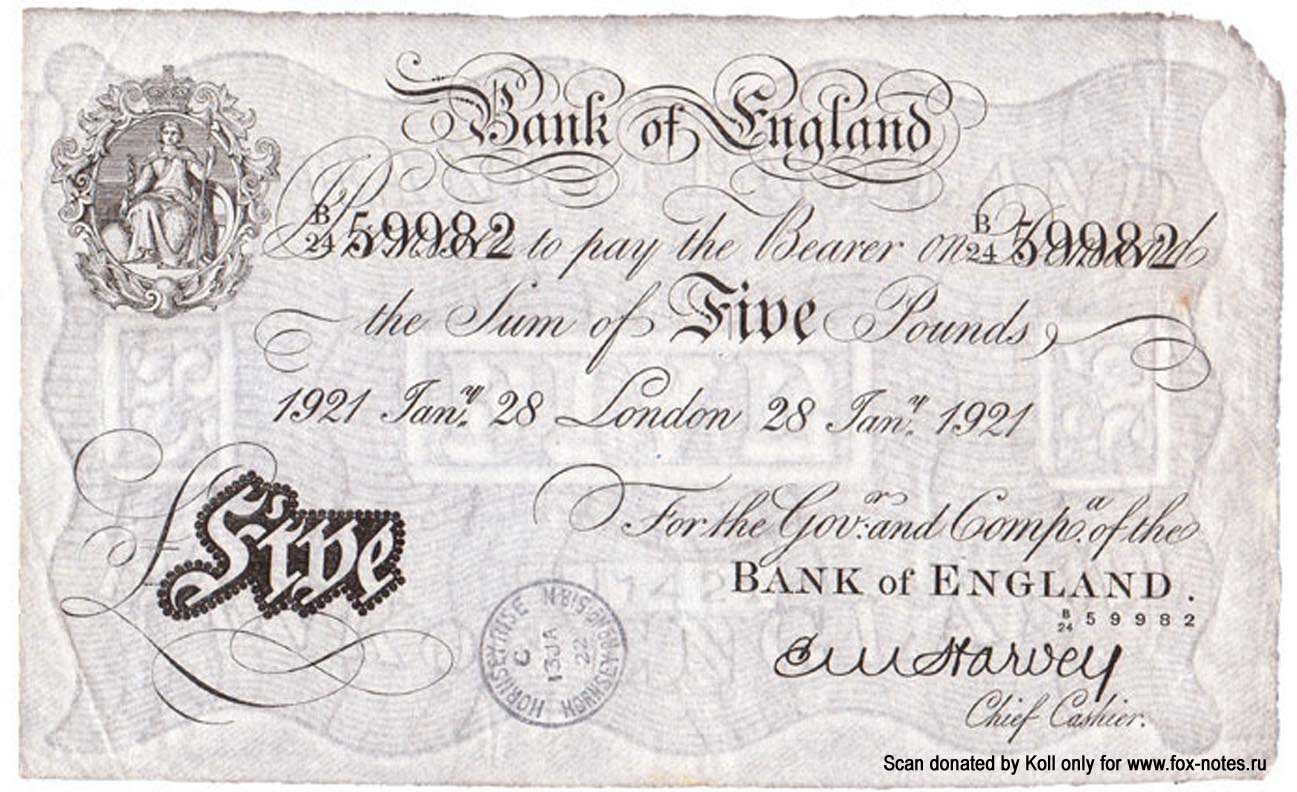 Bank of England
B/24 59982 to pay the Bearer on B/24 59982
the Sum of Five Pounds,
1921 Janʸ. 28 London 28 Janʸ. 1921
£ Five
For the Govʳ. and Compᵃ. of the
BANK of ENGLAND.
B/24 59982
E M Harvey
Chief Cashier.
HORNSEY RISE
C
13 JA
22
Scan donated by Koll only for www.fox-notes.ru